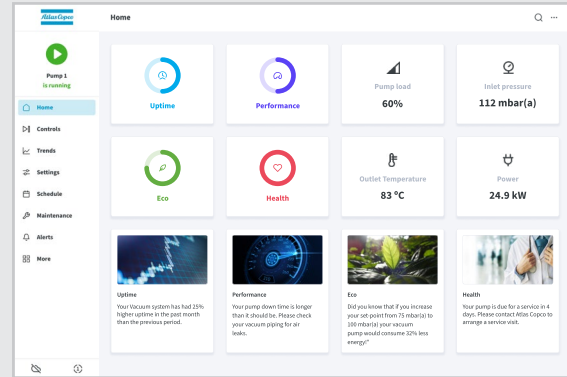 Atlas Copco
Home
Pump 1
is running
Home
Controls
Trends
Settings
Schedule
Maintenance
Alerts
More
Uptime
Performance
Pump load
60%
Inlet pressure
112 mbar(a)
Eco
Health
Outlet Temperature
83 °C
Power
24.9 kW
Uptime
Your Vacuum system has had 25%
higher uptime in the past month
than the previous period.
Performance
Your pump down time is longer
than it should be. Please check
your vacuum piping for air
leaks.
Eco
Did you know that if you increase
your set-point from 75 mbar(a) to
100 mbar(a) your vacuum
pump would consume 32% less
energy!"
Health
Your pump is due for a service in 4
days. Please contact Atlas Copco to
arrange a service visit.